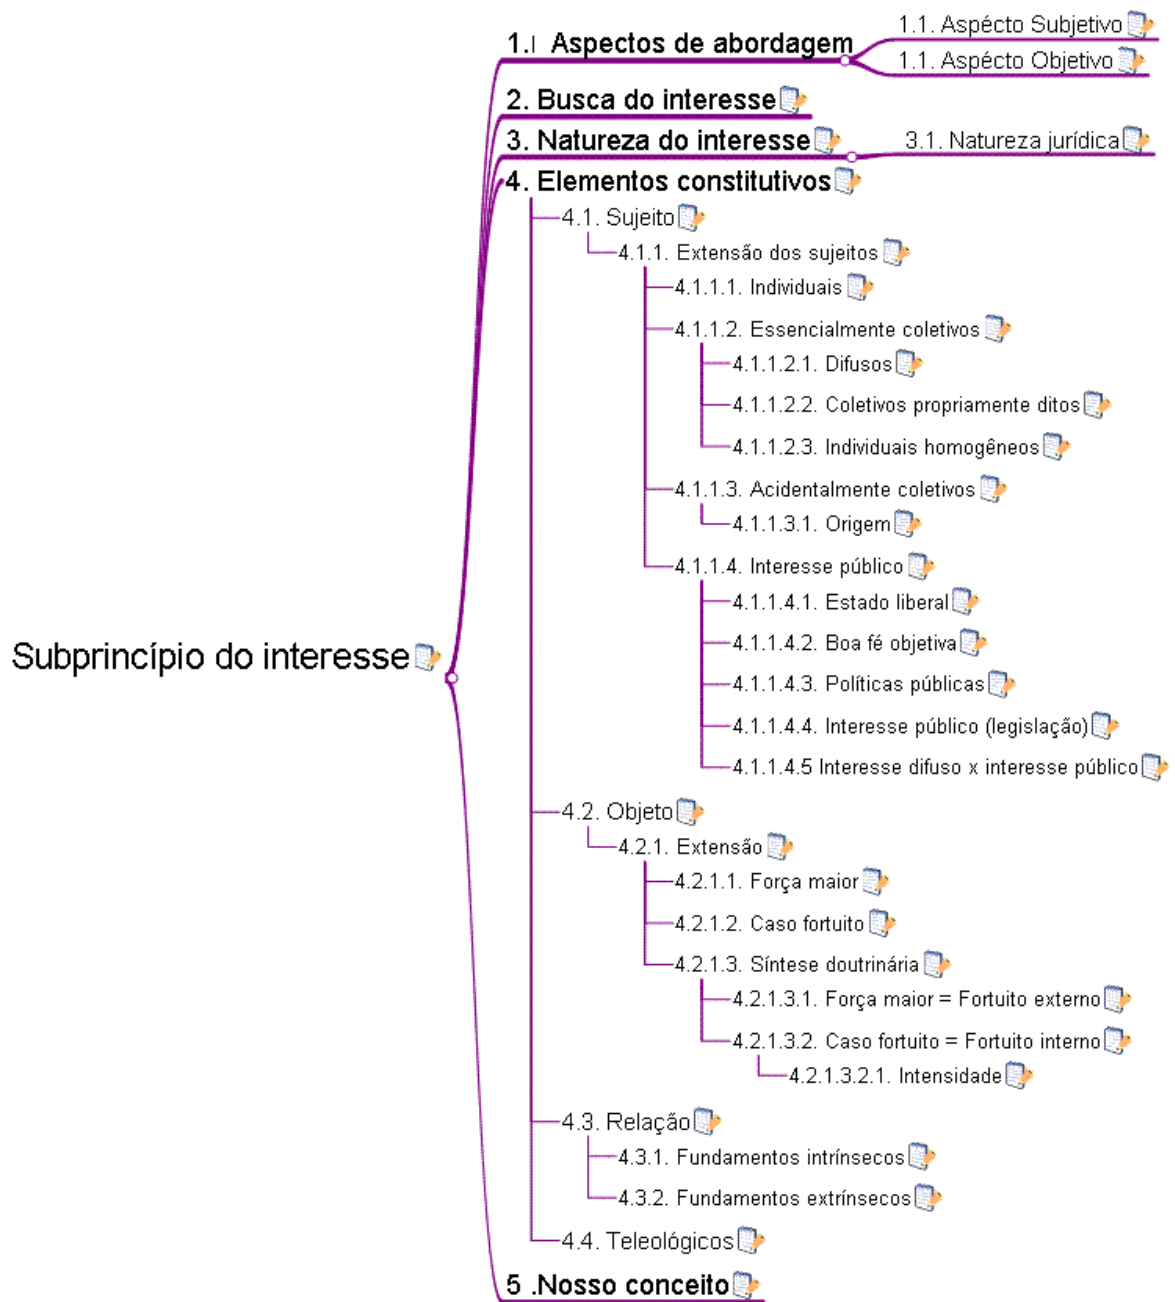 1. Aspectos de abordagem
1.1. Aspécto Subjetivo
1.1. Aspécto Objetivo
2. Busca do interesse
3. Natureza do interesse
3.1. Natureza jurídica
4. Elementos constitutivos
4.1. Sujeito
4.1.1. Extensão dos sujeitos
4.1.1.1. Individuais
4.1.1.2. Essencialmente coletivos
4.1.1.2.1. Difusos
4.1.1.2.2. Coletivos propriamente ditos
4.1.1.2.3. Individuais homogêneos
4.1.1.3. Acidentalmente coletivos
4.1.1.3.1. Origem
4.1.1.4. Interesse público
4.1.1.4.1. Estado liberal
4.1.1.4.2. Boa fé objetiva
Subprincípio do interesse
4.1.1.4.3. Políticas públicas
4.1.1.4.4. Interesse público (legislação)
4.1.1.4.5 Interesse difuso x interesse público
4.2. Objeto
4.2.1. Extensão
4.2.1.1. Força maior
4.2.1.2. Caso fortuito
4.2.1.3. Síntese doutrinária
4.2.1.3.1. Força maior = Fortuito externo
4.2.1.3.2. Caso fortuito = Fortuito interno
4.2.1.3.2.1. Intensidade
4.3. Relação
4.3.1. Fundamentos intrínsecos
4.3.2. Fundamentos extrínsecos
4.4. Teleológicos
5 .Nosso conceito